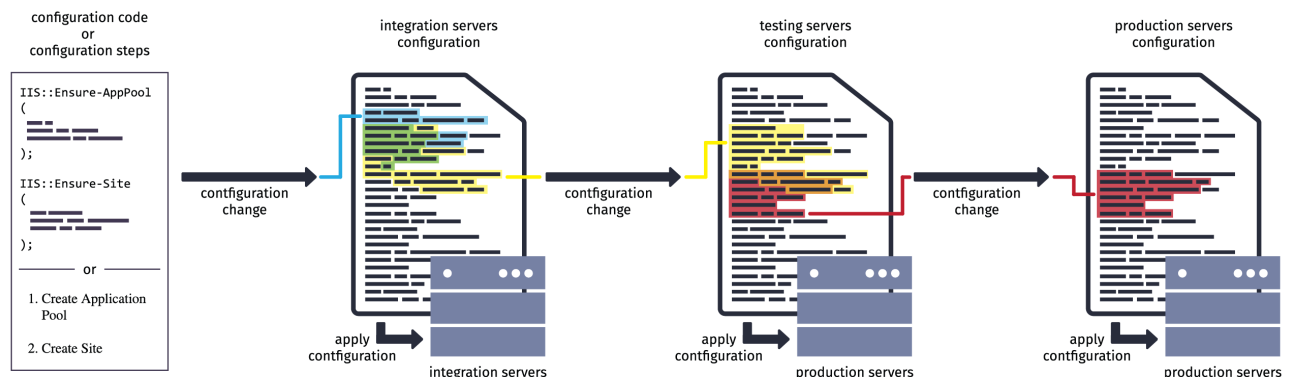 configuration code
or
configuration steps
IIS::Ensure-AppPool
(
);
IIS::Ensure-Site
(
);
or
1. Create Application
Pool
2. Create Site
configuration
change
integration servers
configuration
apply
configuration
integration servers
configuration
change
testing servers
configuration
apply
configuration
production servers
configuration
change
production servers
configuration
apply
configuration
production servers